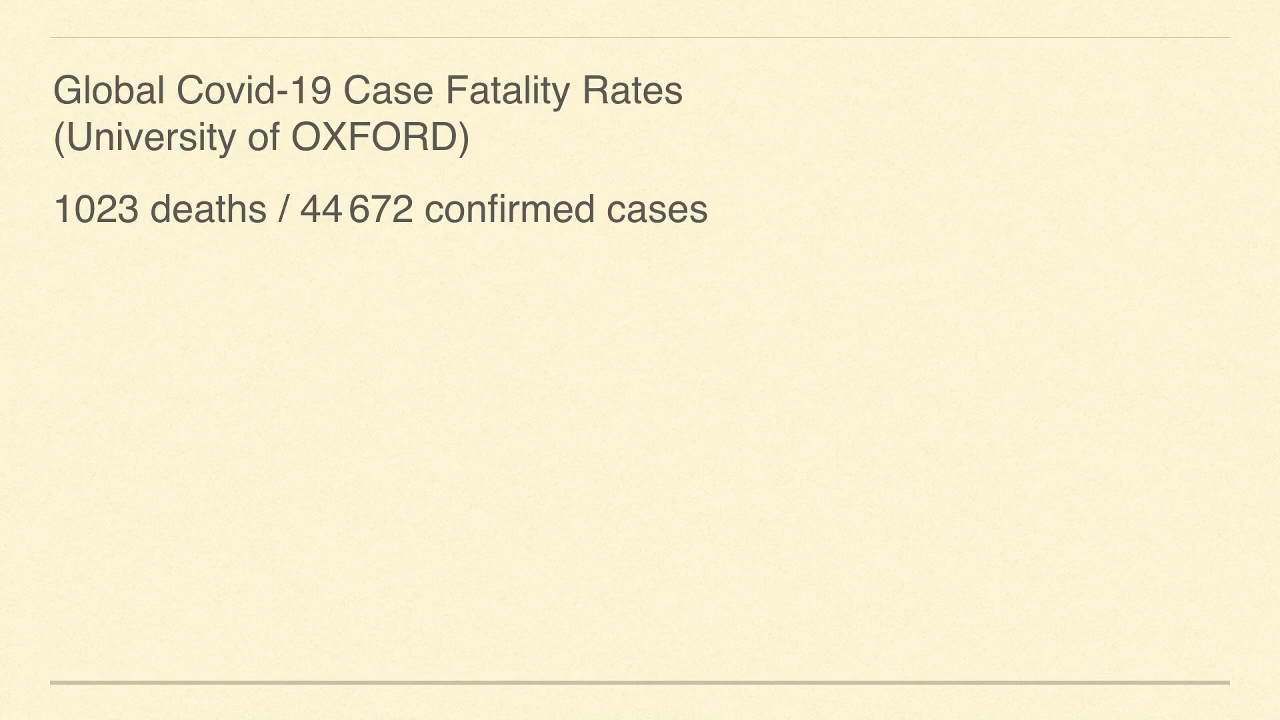 Global Covid-19 Case Fatality Rates
(University of OXFORD)
1023 deaths / 44 672 confirmed cases